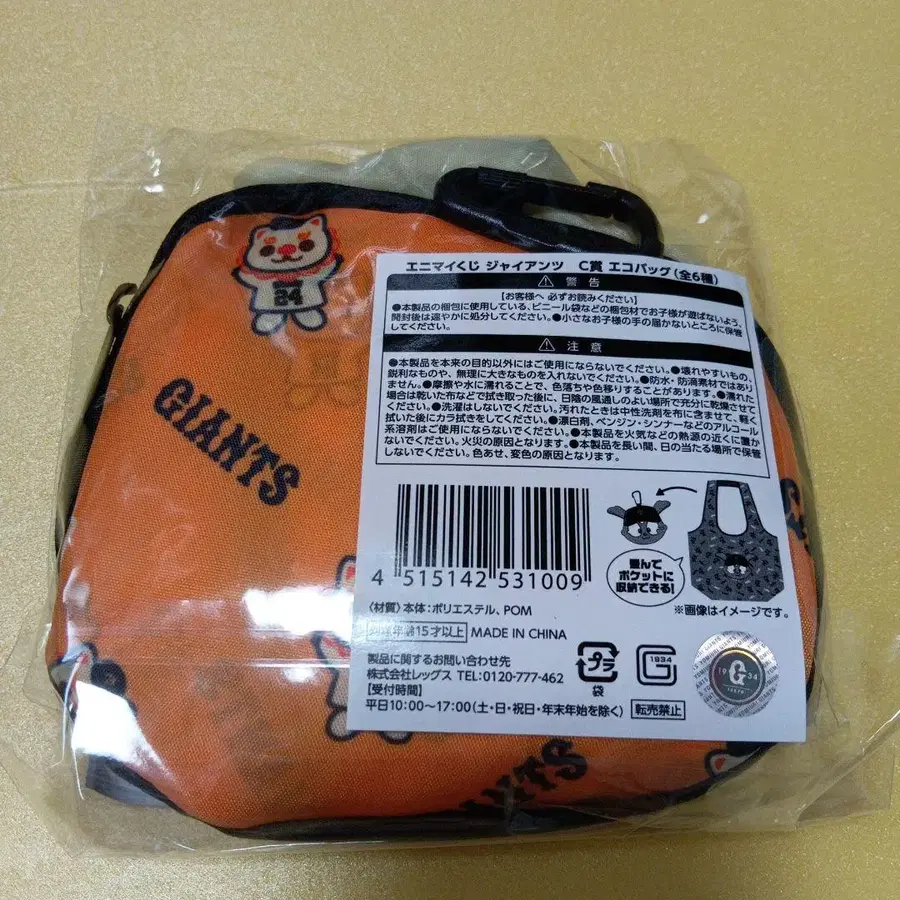 24
GIANTS
エニマイくじ ジャイアンツ C賞 エコバッグ(全6種)
警告
【お客様へ 必ずお読みください】
●本製品の梱包に使用している、ビニール袋などの梱包材でお子様が遊ばないよう、
開封後は速やかに処分してください。●小さなお子様の手の届かないところに保管
してください。
注意
●本製品を本来の目的以外にはご使用にならないでください。●壊れやすいもの、
鋭利なものや、無理に大きなものを入れないでください。●防水・防滴素材ではあり
ません。●摩擦や水に濡れることで、色落ちや色移りすることがあります。●濡れた
場合は乾いた布などで拭き取った後に、日陰の風通しのよい場所で充分に乾燥させて
ください。●洗濯はしないでください。汚れたときは中性洗剤を布に含ませて、軽く
拭いた後にカラ拭きをしてください。●漂白剤、ベンジン・シンナーなどのアルコール
系溶剤はご使用にならないでください。●本製品を火気などの熱源の近くに置か
ないでください。火災の原因となります。●本製品を長い間、日の当たる場所で保管
しないでください。色あせ、変色の原因となります。
4 515142 531009
畳んで
ポケットに
収納できる!
※画像はイメージです。
〈材質〉本体:ポリエステル、POM
対象年齢15才以上 MADE IN CHINA
製品に関するお問い合わせ先
株式会社レッグス TEL:0120-777-462
【受付時間】
平日10:00〜17:00(土・日・祝日・年末年始を除く)
プラ
袋
1934
G
転売禁止
19 G 34
GIANTS